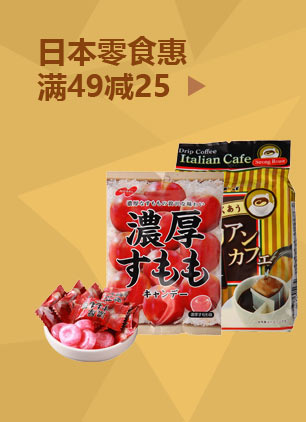 日本零食惠
满49减25
Drip Coffee
Italian Cafe
Strong Roast
濃厚
すもも
キャンデー
アン
カフェ